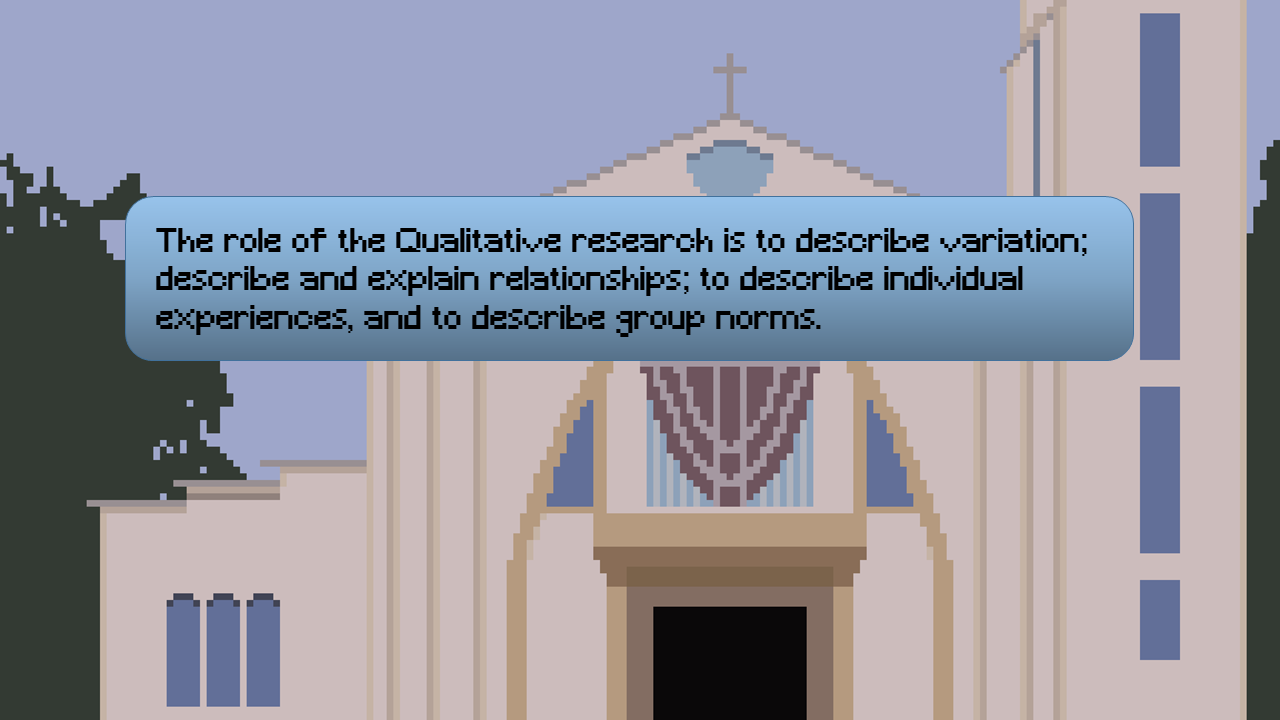 The role of the Qualitative research is to describe variation;
describe and explain relationships; to describe individual
experiences, and to describe group norms.